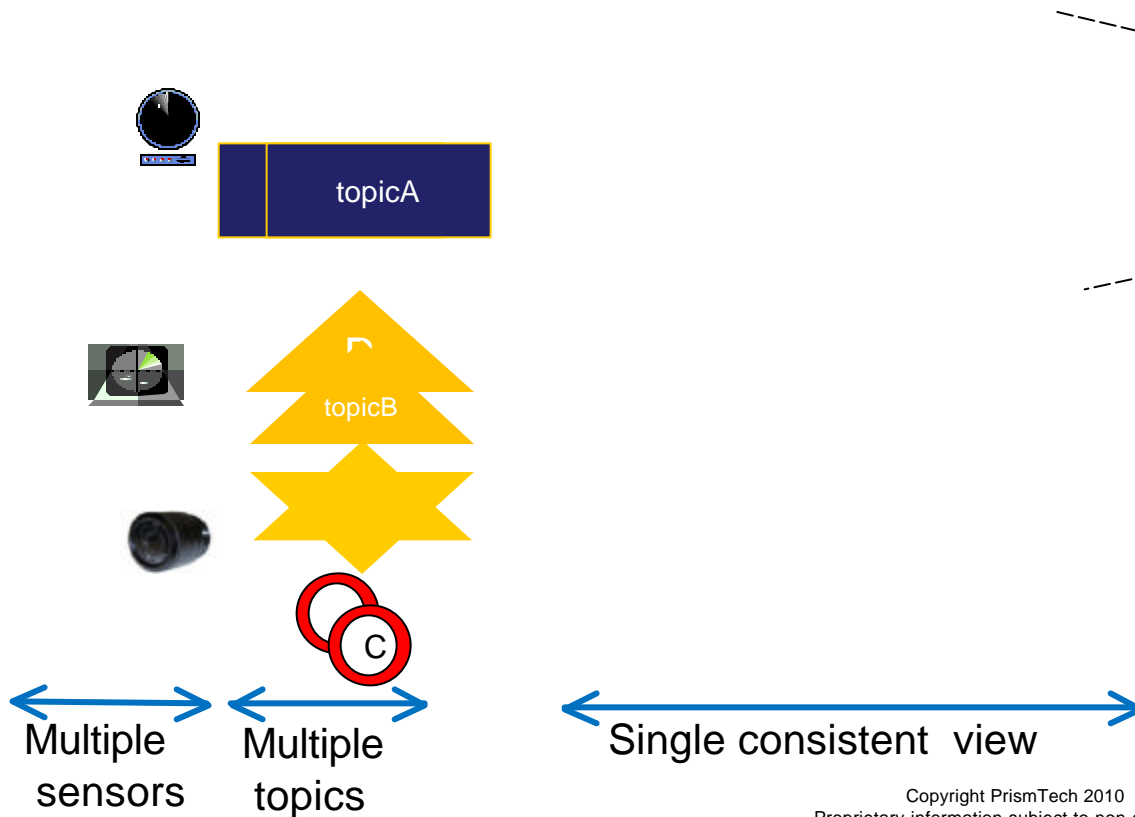 topicA
topicB
C
Multiple
sensors
Multiple
topics
Single consistent view
Copyright PrismTech 2010